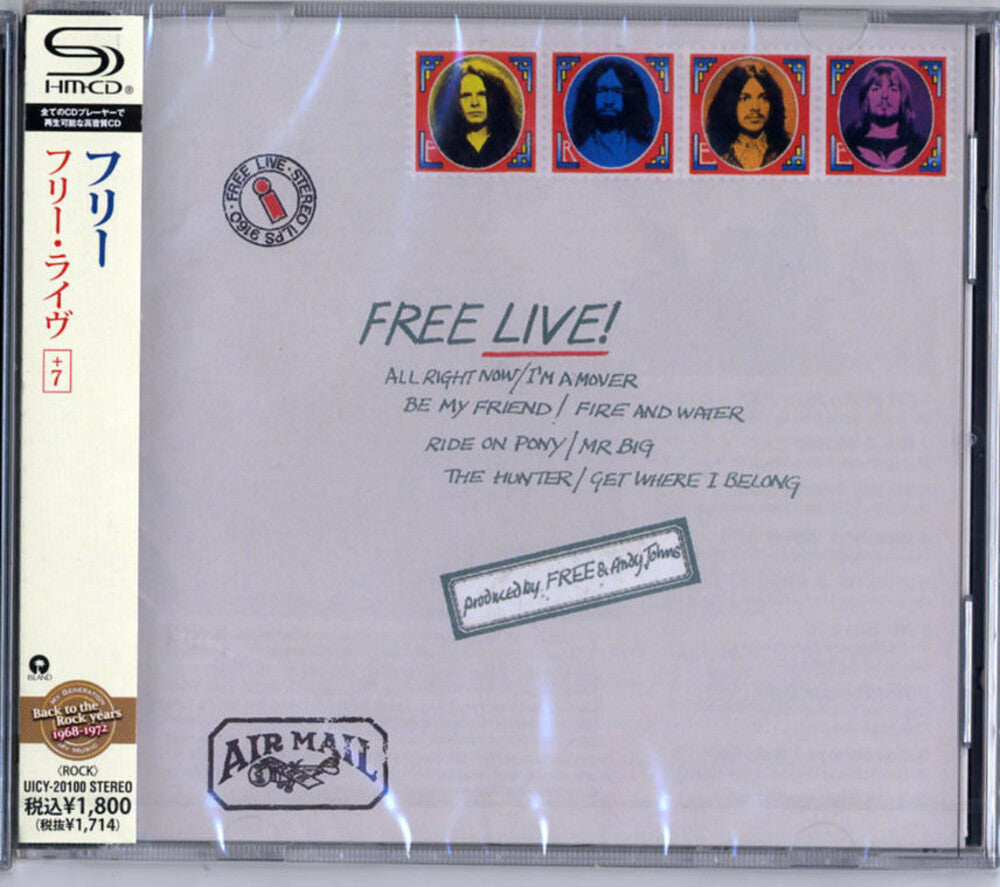 SHM-CD®
全てのCDプレーヤーで
再生可能な高音質CD
フリー
フリー・ライヴ
+7
ISLAND
MY GENERATION
Back to the
Rock years
1968-1972
MY MUSIC
〈ROCK〉
UICY-20100 STEREO
税込¥1,800
(税抜¥1,714)
F R E E
FREE LIVE · STEREO ILPS 9160 ·
i
FREE LIVE!
ALL RIGHT NOW/I'M A MOVER
BE MY FRIEND/ FIRE AND WATER
RIDE ON PONY/MR BIG
THE HUNTER/GET WHERE I BELONG
produced by FREE & Andy Johns
AIR MAIL